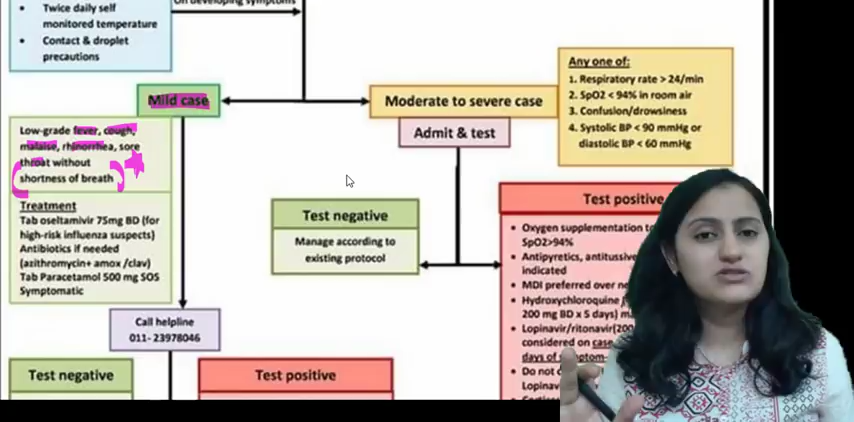 • Twice daily self
monitored temperature
• Contact & droplet
precautions
On developing symptoms
Mild case
Moderate to severe case
Any one of:
1. Respiratory rate > 24/min
2. SpO2 < 94% in room air
3. Confusion/drowsiness
4. Systolic BP < 90 mmHg or
diastolic BP < 60 mmHg
Admit & test
Low-grade fever, cough,
malaise, rhinorrhea, sore
throat without
shortness of breath
Treatment
Tab oseltamivir 75mg BD (for
high-risk influenza suspects)
Antibiotics if needed
(azithromycin+ amox /clav)
Tab Paracetamol 500 mg SOS
Symptomatic
Test negative
Manage according to
existing protocol
Test positive
• Oxygen supplementation to
SpO2>94%
• Antipyretics, antitussive
indicated
• MDI preferred over
• Hydroxychloroquine
200 mg BD x 5 days)
• Lopinavir/ritonavir(200
considered on case
days of
• Do not
Lopinav
Call helpline
011- 23978046
Test negative
Test positive